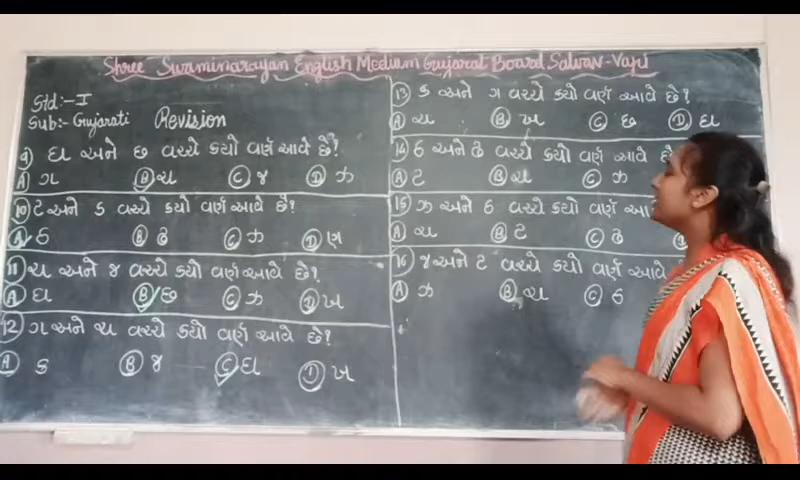 Shree Swaminarayan English Medium Gujarat Board Salvav-Vapi
Std:-I
Sub:- Gujarati Revision
9) ઘ અને છ વચ્ચે કયો વર્ણ આવે છે?
A ગ B ચ C જ D ઝ
10) ટ અને ડ વચ્ચે કયો વર્ણ આવે છે?
A ઠ B ઢ C ઝ D ણ
11) ચ અને જ વચ્ચે કયો વર્ણ આવે છે?
A ઘ B છ C ઝ D ખ
12) ગ અને ચ વચ્ચે કયો વર્ણ આવે છે?
A ક B જ C ઘ D ખ
13) ક અને ગ વચ્ચે કયો વર્ણ આવે છે?
A ચ B ખ C છ D ઘ
14) ઠ અને ઢ વચ્ચે કયો વર્ણ આવે છે
A ટ B ચ C ઝ
15) ઝ અને ઠ વચ્ચે કયો વર્ણ આ
A ચ B ટ C ઢ
16) જ અને ટ વચ્ચે કયો વર્ણ આવે
A ઝ B ચ C ઠ